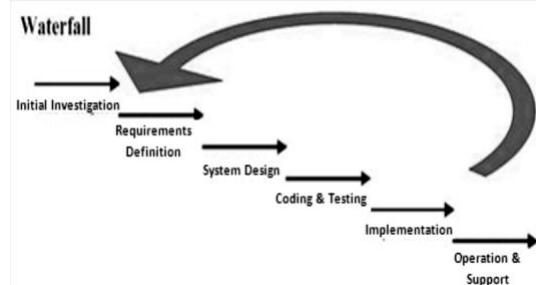 Waterfall
Initial Investigation
Requirements
Definition
System Design
Coding & Testing
Implementation
Operation &
Support